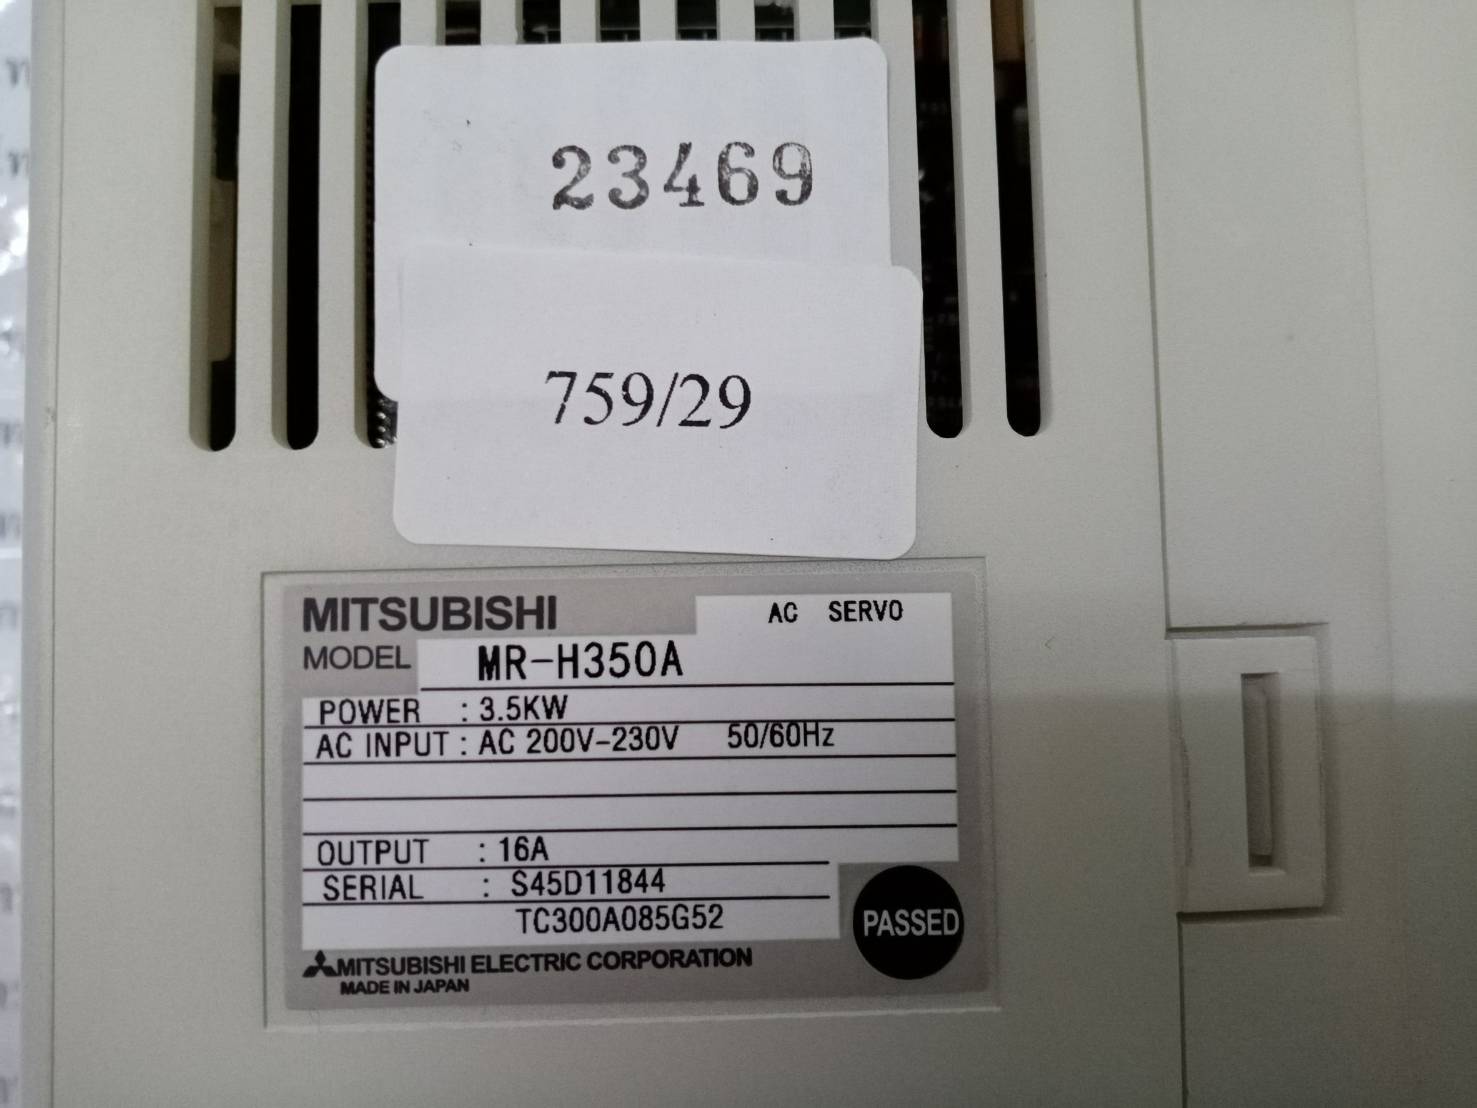 23469
759/29
MITSUBISHI
AC SERVO
MODEL MR-H350A
POWER : 3.5KW
AC INPUT : AC 200V-230V 50/60Hz
OUTPUT : 16A
SERIAL : S45D11844
TC300A085G52
PASSED
MITSUBISHI ELECTRIC CORPORATION
MADE IN JAPAN